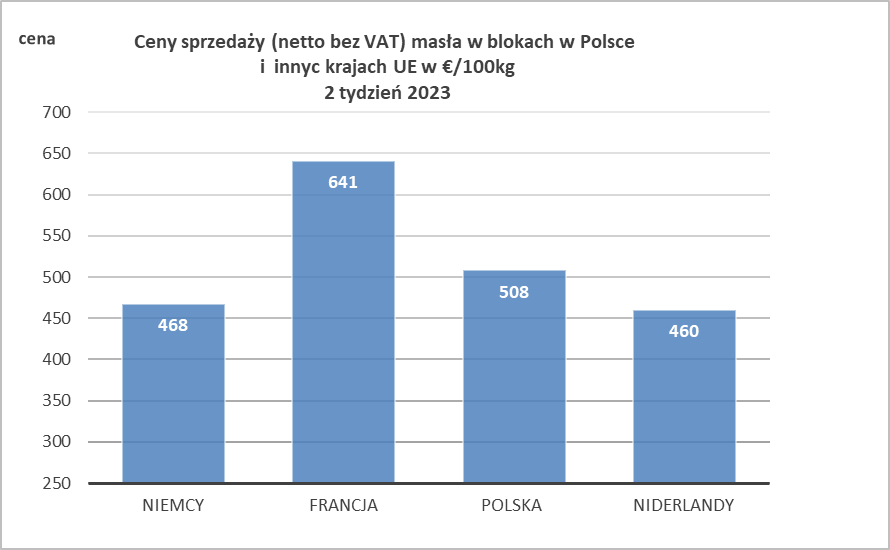 cena
Ceny sprzedaży (netto bez VAT) masła w blokach w Polsce
i innyc krajach UE w €/100kg
2 tydzień 2023
700
650
600
550
500
450
400
350
300
250
468
641
508
460
NIEMCY
FRANCJA
POLSKA
NIDERLANDY